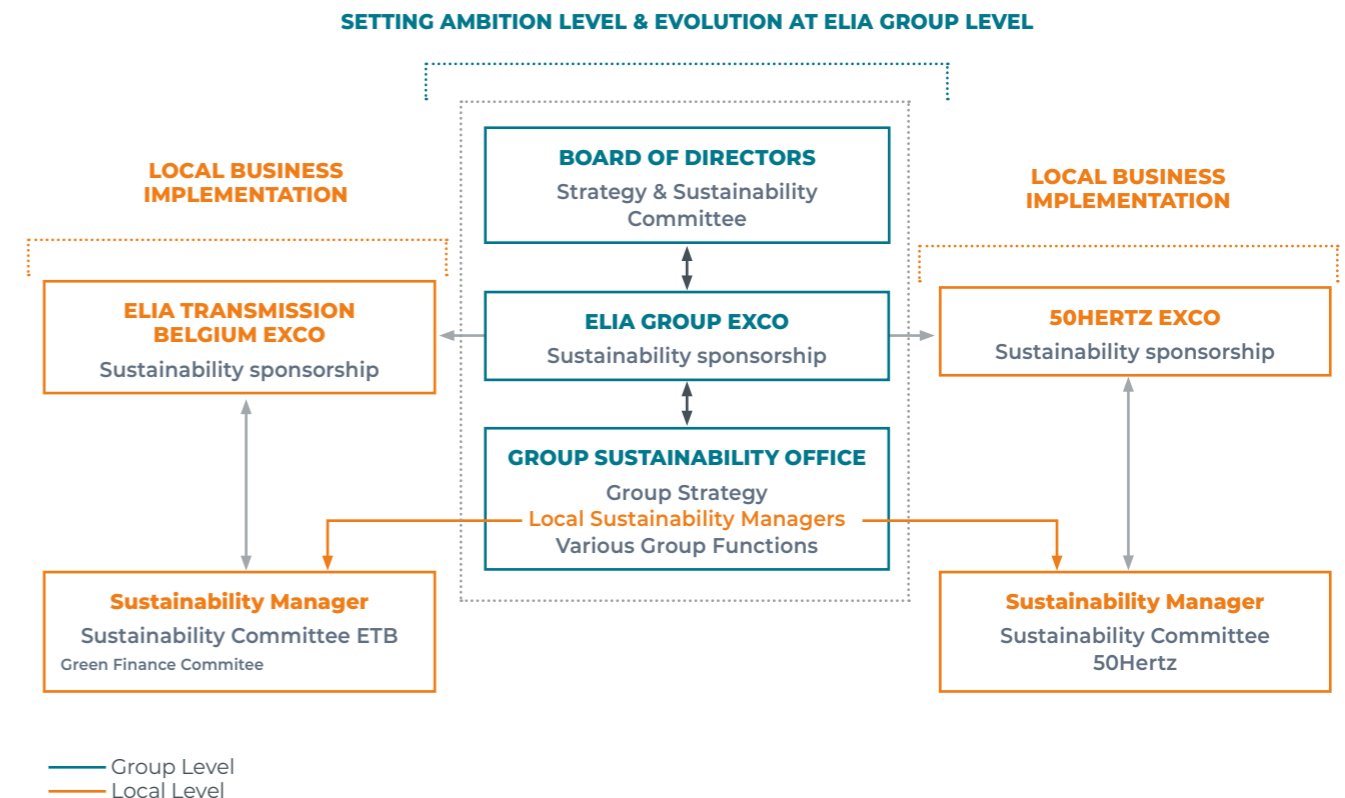 SETTING AMBITION LEVEL & EVOLUTION AT ELIA GROUP LEVEL
LOCAL BUSINESS
IMPLEMENTATION
ELIA TRANSMISSION
BELGIUM EXCO
Sustainability sponsorship
Sustainability Manager
Sustainability Committee ETB
Green Finance Commitee
BOARD OF DIRECTORS
Strategy & Sustainability
Committee
ELIA GROUP EXCO
Sustainability sponsorship
GROUP SUSTAINABILITY OFFICE
Group Strategy
Local Sustainability Managers
Various Group Functions
LOCAL BUSINESS
IMPLEMENTATION
50HERTZ EXCO
Sustainability sponsorship
Sustainability Manager
Sustainability Committee
50Hertz
Group Level
Local Level